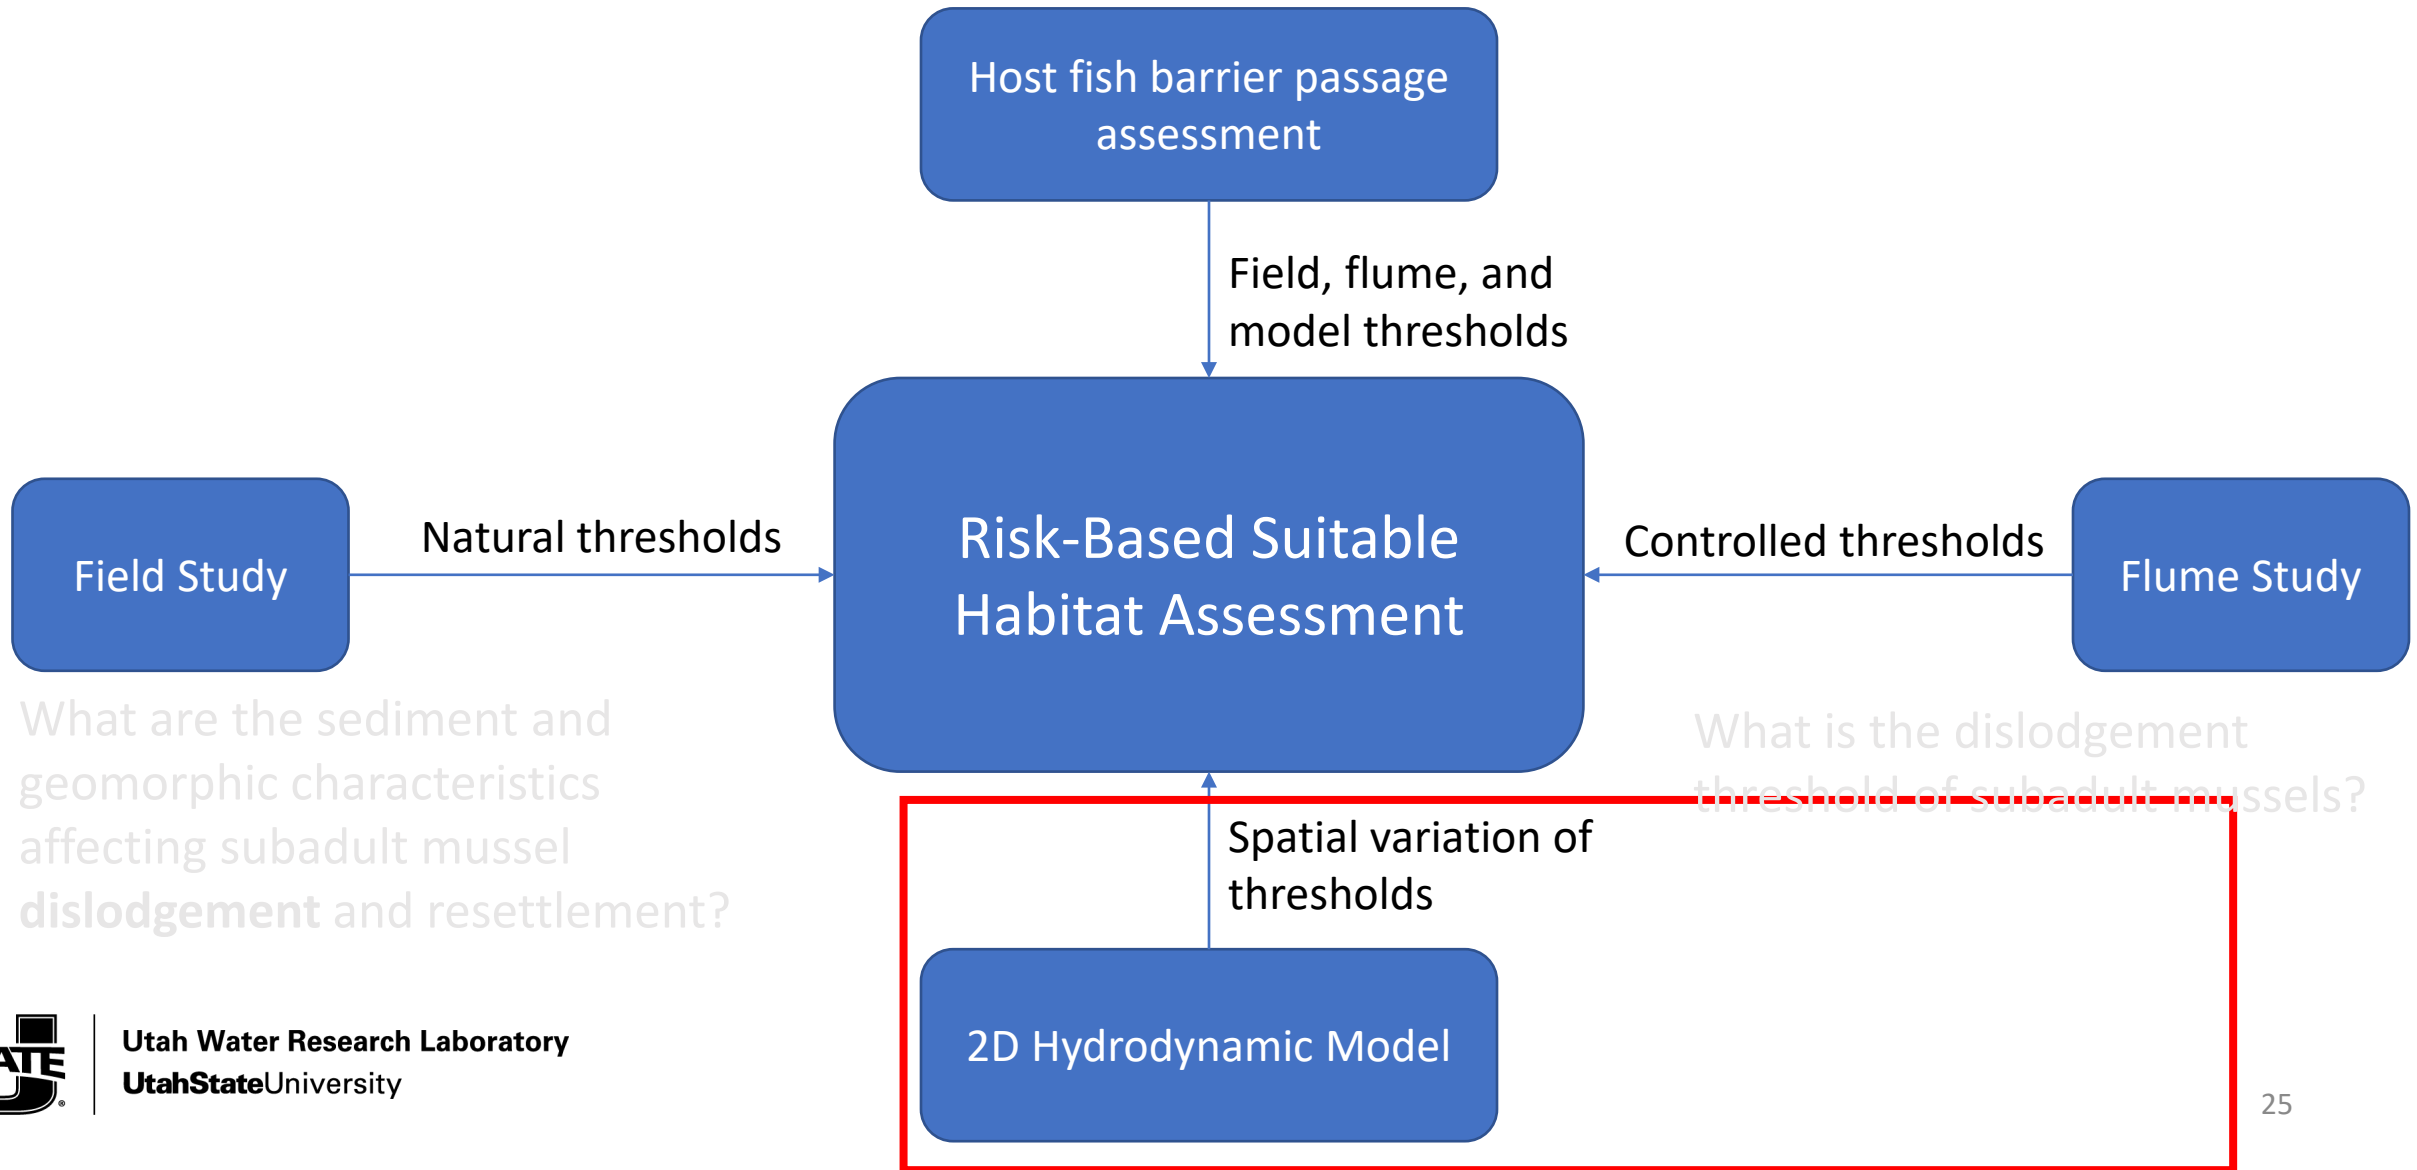 Host fish barrier passage
assessment
Field, flume, and
model thresholds
Field Study
Natural thresholds
Risk-Based Suitable
Habitat Assessment
Controlled thresholds
Flume Study
What are the sediment and
geomorphic characteristics
affecting subadult mussel
dislodgement and resettlement?
What is the dislodgement
threshold of subadult mussels?
Spatial variation of
thresholds
2D Hydrodynamic Model
Utah Water Research Laboratory
UtahStateUniversity
25